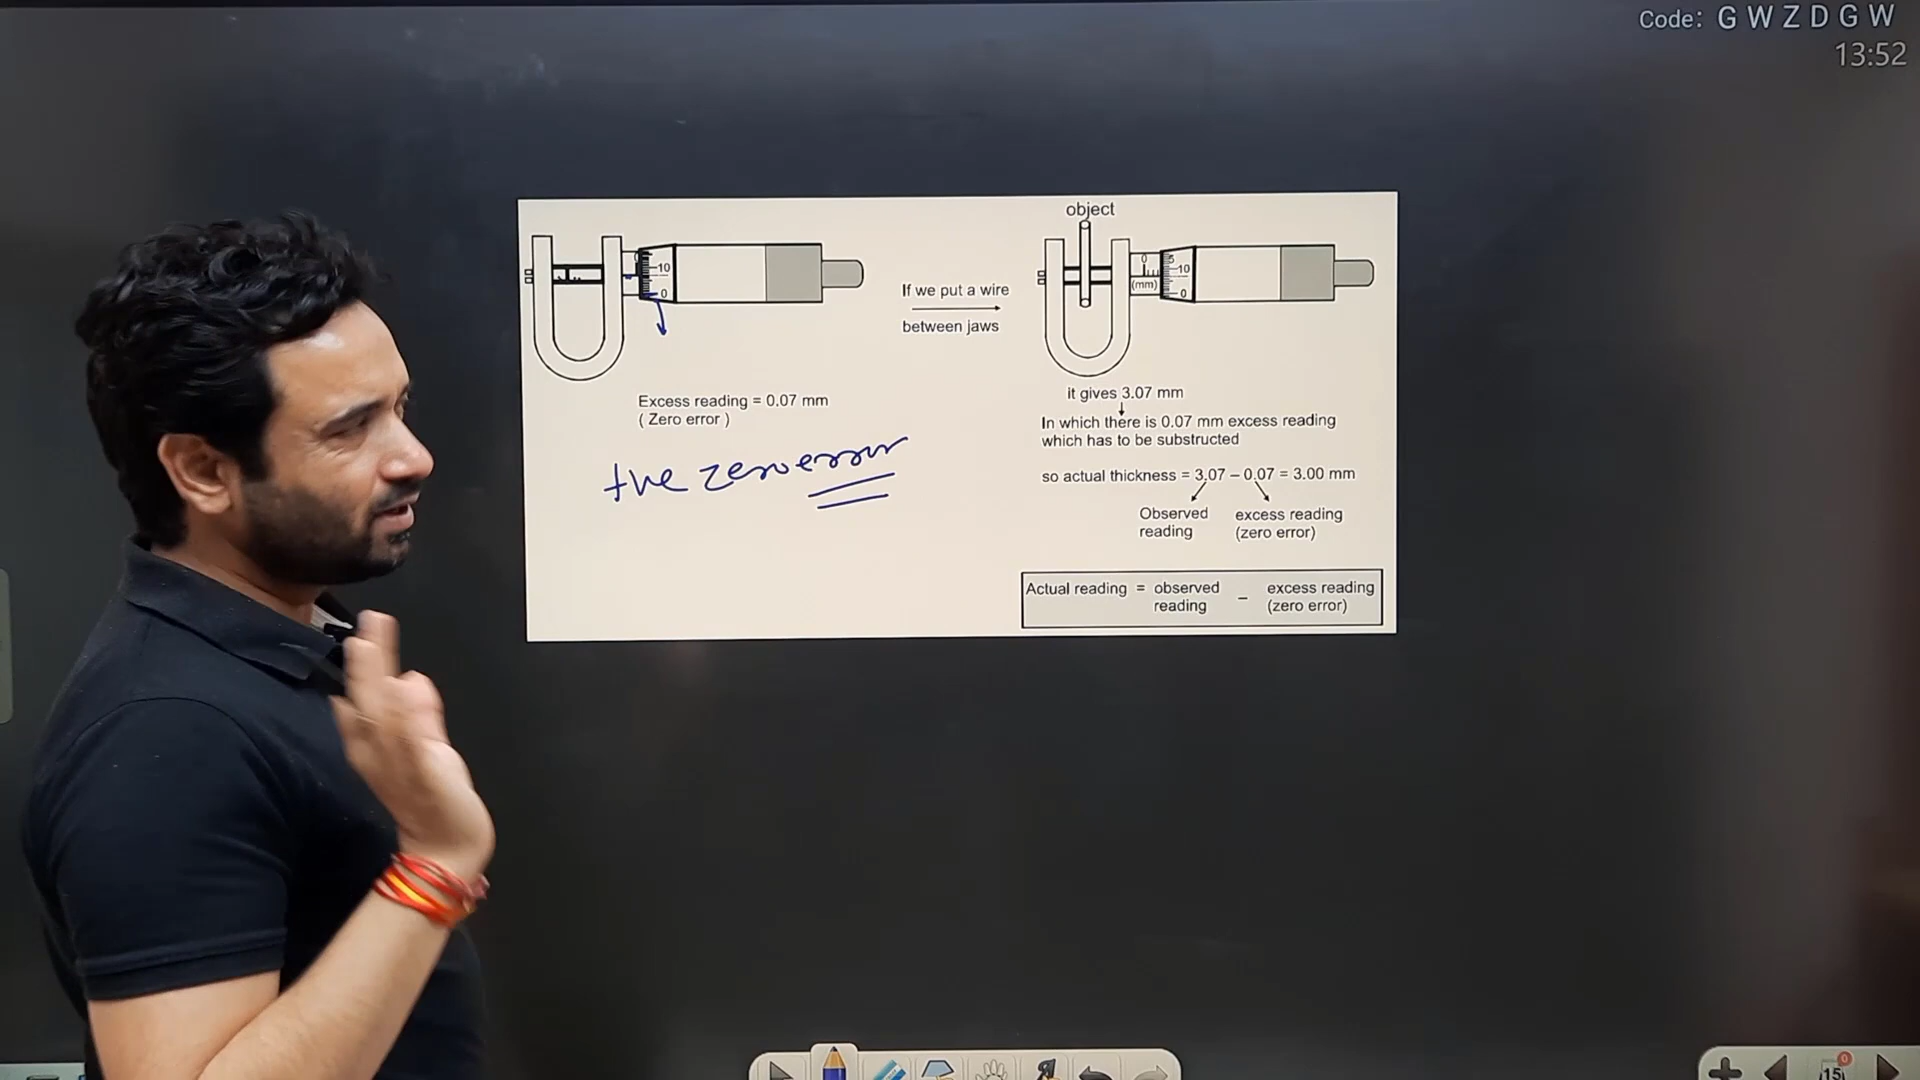 Code: G W Z D G W
13:52
object
0
10
0
0
5
10
0
(mm)
If we put a wire
between jaws
Excess reading = 0.07 mm
( Zero error )
+ve zero error
it gives 3.07 mm
In which there is 0.07 mm excess reading
which has to be substructed
so actual thickness = 3.07 – 0.07 = 3.00 mm
Observed
reading
excess reading
(zero error)
Actual reading = observed
reading
–
excess reading
(zero error)
15
0